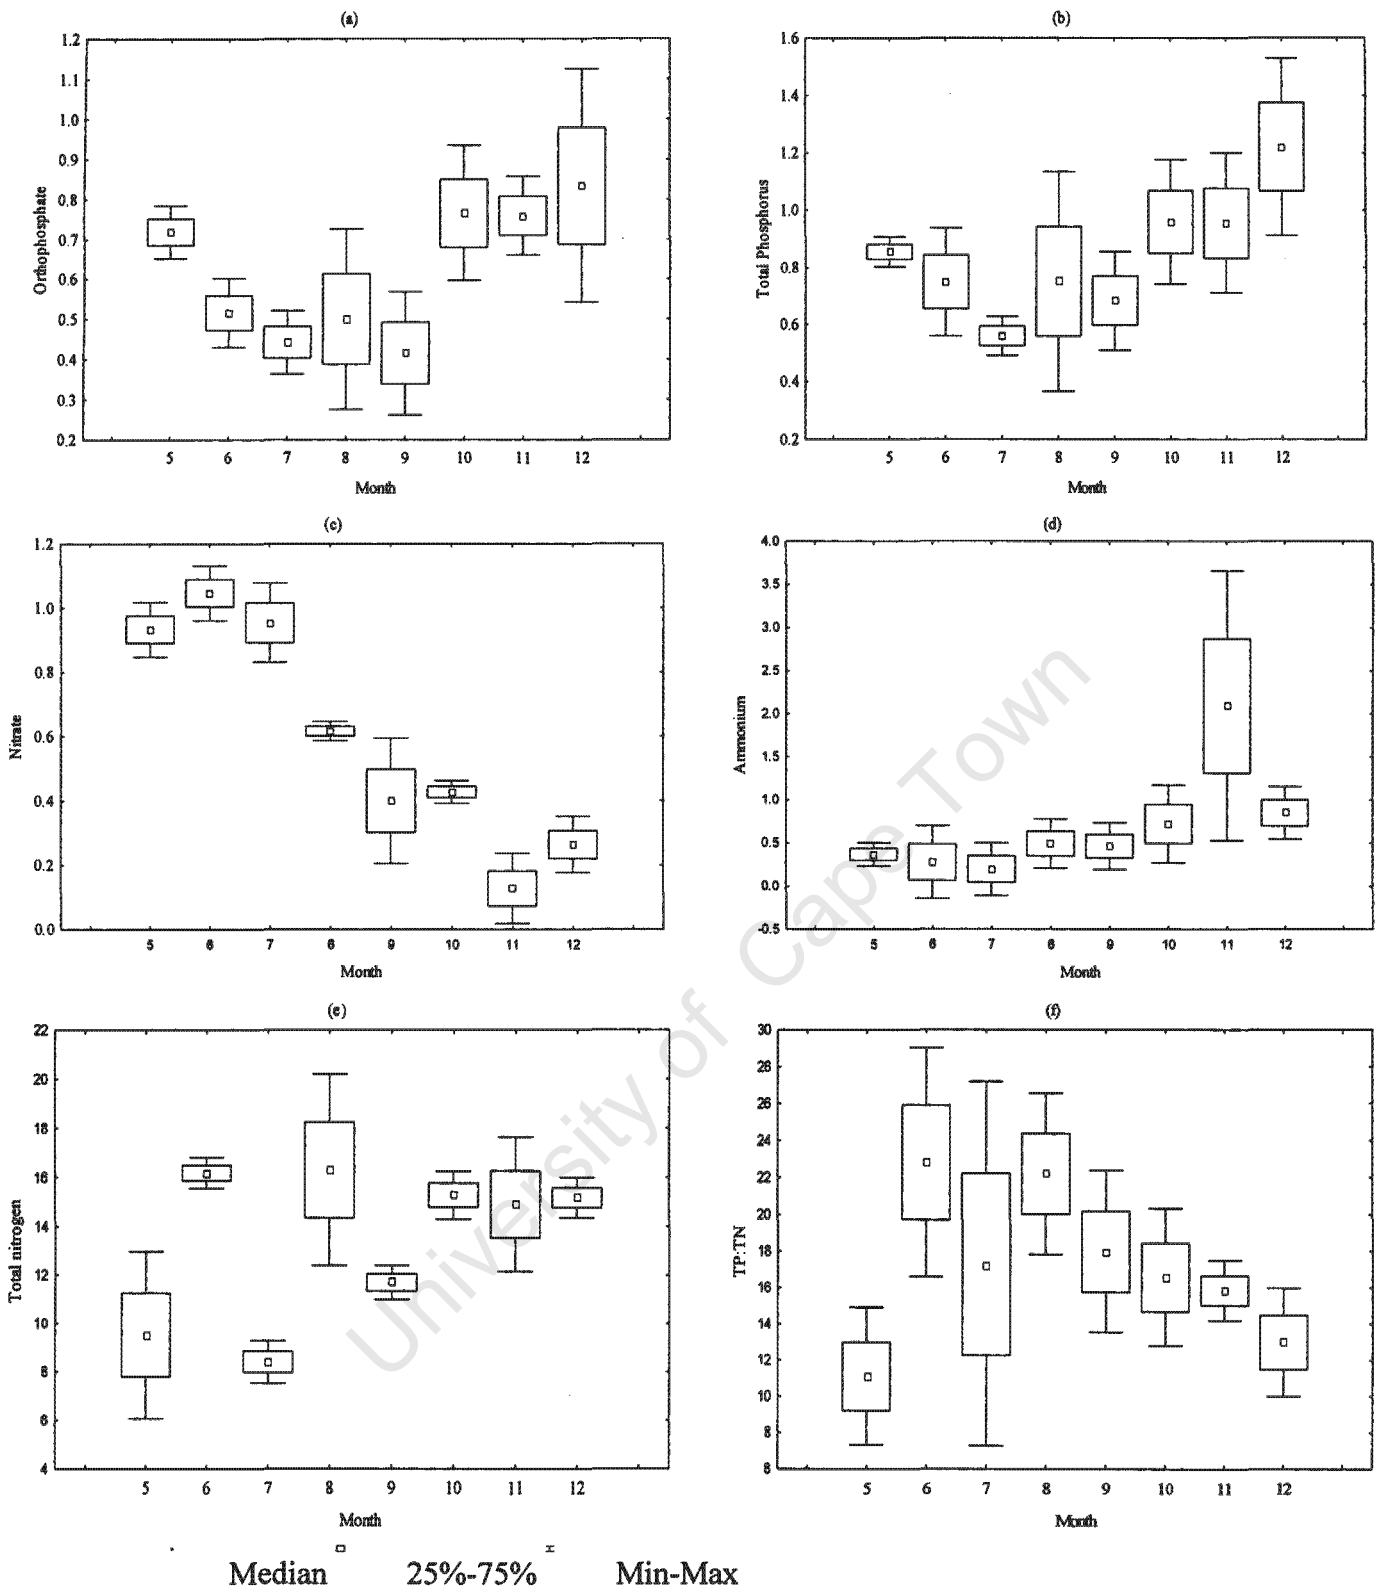 (a)
1.2
1.1
1.0
0.9
0.8
0.7
0.6
0.5
0.4
0.3
0.2
Orthophosphate
5 6 7 8 9 10 11 12
Month
(b)
1.6
1.4
1.2
1.0
0.8
0.6
0.4
0.2
Total Phosphorus
5 6 7 8 9 10 11 12
Month
(c)
1.2
1.0
0.8
0.6
0.4
0.2
0.0
Nitrate
5 6 7 8 9 10 11 12
Month
(d)
4.0
3.5
3.0
2.5
2.0
1.5
1.0
0.5
0.0
-0.5
Ammonium
5 6 7 8 9 10 11 12
Month
(e)
22
20
18
16
14
12
10
8
6
4
Total nitrogen
5 6 7 8 9 10 11 12
Month
(f)
30
28
26
24
22
20
18
16
14
12
10
8
6
TP:TN
5 6 7 8 9 10 11 12
Month
Median 25%-75% Min-Max
University of Cape Town